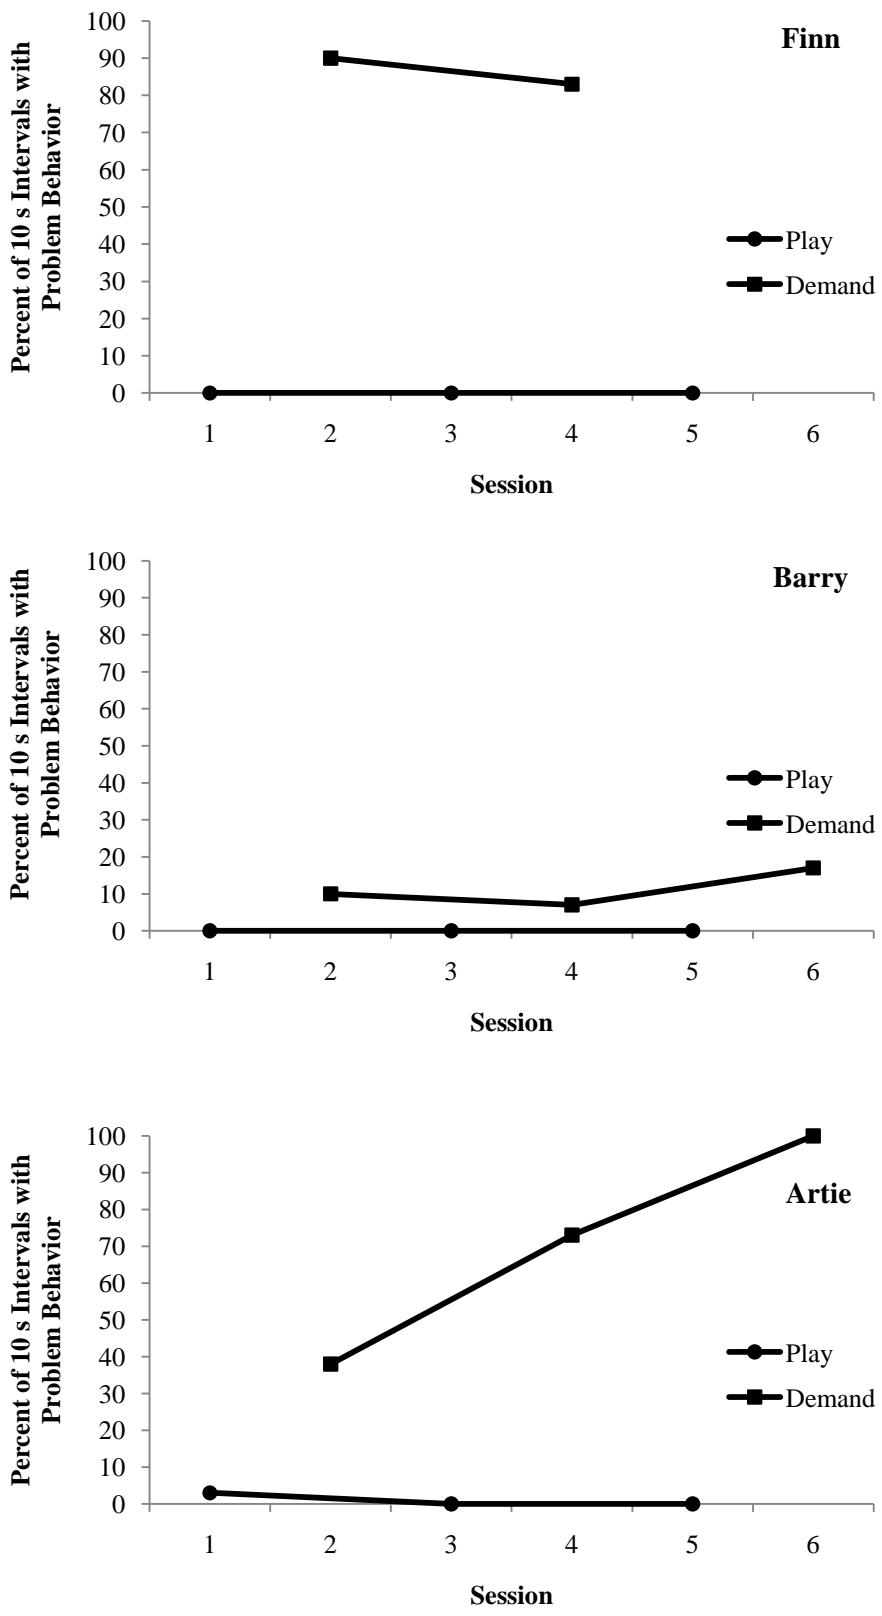 Finn
Percent of 10 s Intervals with
Problem Behavior
100
90
80
70
60
50
40
30
20
10
0
Play
Demand
1 2 3 4 5 6
Session
Barry
Percent of 10 s Intervals with
Problem Behavior
100
90
80
70
60
50
40
30
20
10
0
Play
Demand
1 2 3 4 5 6
Session
Artie
Percent of 10 s Intervals with
Problem Behavior
100
90
80
70
60
50
40
30
20
10
0
Play
Demand
1 2 3 4 5 6
Session